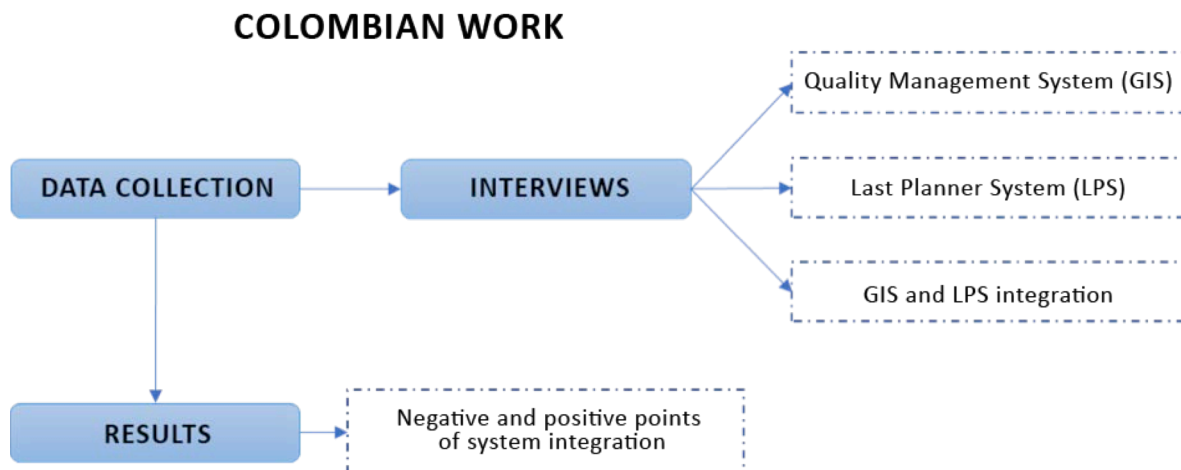 COLOMBIAN WORK
Quality Management System (GIS)
DATA COLLECTION
INTERVIEWS
Last Planner System (LPS)
GIS and LPS integration
RESULTS
Negative and positive points
of system integration